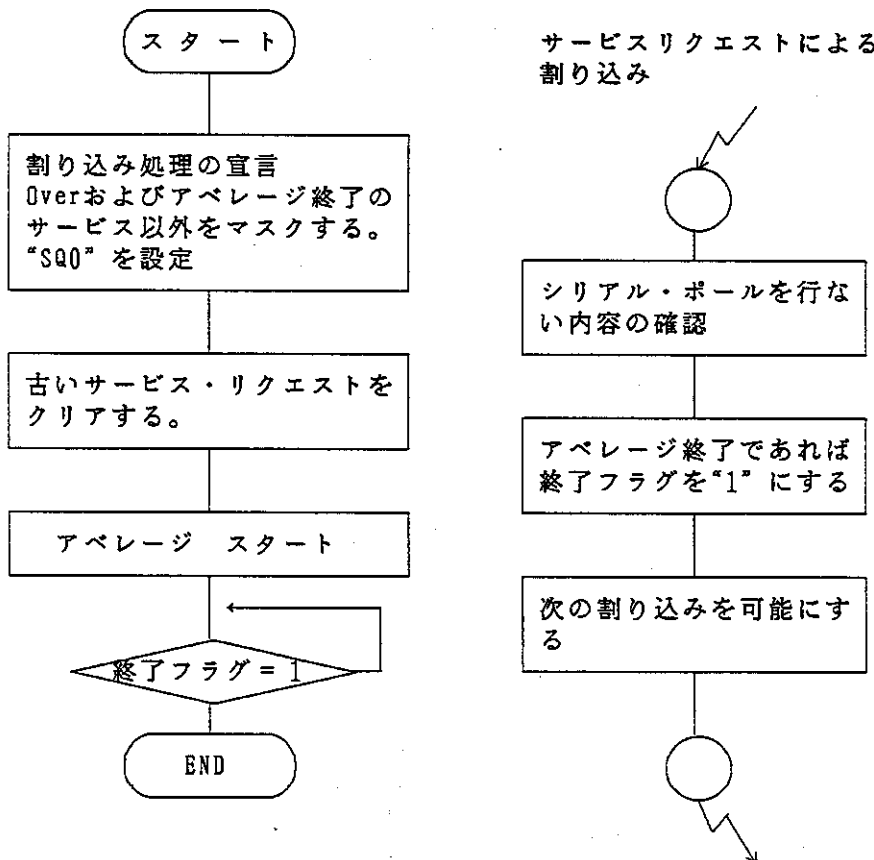 スタート
割り込み処理の宣言
Overおよびアベレージ終了の
サービス以外をマスクする。
“SQ0”を設定
古いサービス・リクエストを
クリアする。
アベレージ スタート
終了フラグ=1
END
サービスリクエストによる
割り込み
シリアル・ポールを行な
い内容の確認
アベレージ終了であれば
終了フラグを“1”にする
次の割り込みを可能にす
る